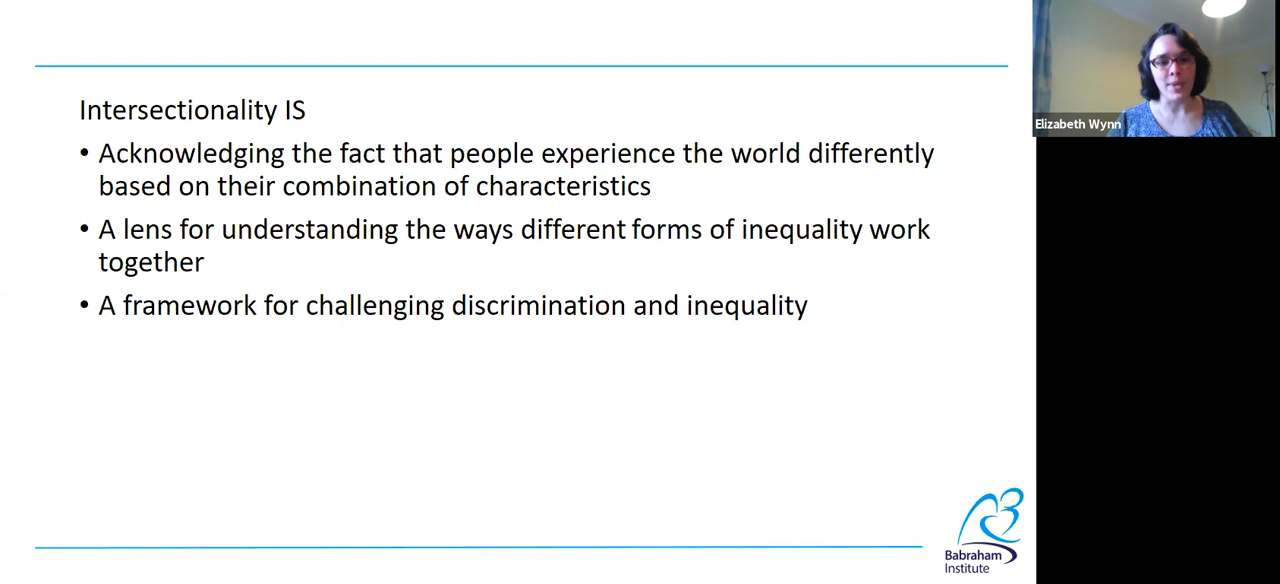 Intersectionality IS
• Acknowledging the fact that people experience the world differently
based on their combination of characteristics
• A lens for understanding the ways different forms of inequality work
together
• A framework for challenging discrimination and inequality
Elizabeth Wynn
Babraham
Institute